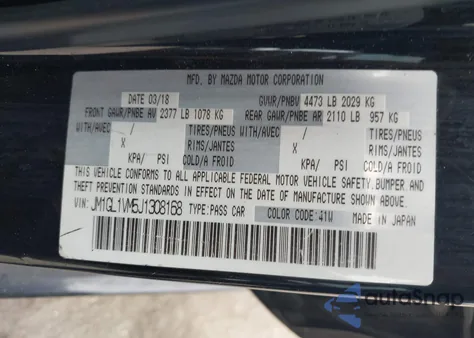 MFD. BY MAZDA MOTOR CORPORATION
DATE 03/18 GVWR/PNBV 4473 LB 2029 KG
FRONT GAWR/PNBE AV 2377 LB 1078 KG REAR GAWR/PNBE AR 2110 LB 957 KG
WITH/AVEC / TIRES/PNEUS WITH/AVEC / TIRES/PNEUS
X RIMS/JANTES X RIMS/JANTES
KPA/ PSI COLD/A FROID KPA/ PSI COLD/A FROID
THIS VEHICLE CONFORMS TO ALL APPLICABLE FEDERAL MOTOR VEHICLE SAFETY, BUMPER, AND
THEFT PREVENTION STANDARDS IN EFFECT ON THE DATE OF MANUFACTURE SHOWN ABOVE.
VIN: JM1GL1VM5J1308168 TYPE:PASS CAR COLOR CODE:41W MADE IN JAPAN
autoSnap